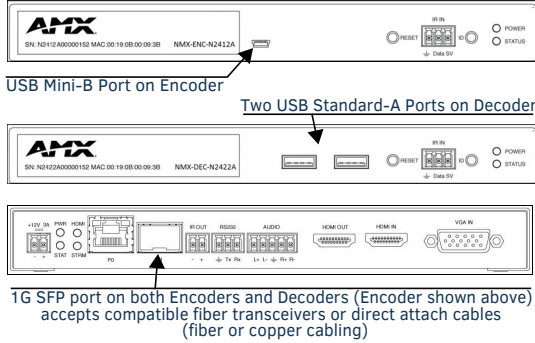 AMX
SN: N2412A00000152 MAC:00:19:0B:00:09:3B NMX-ENC-N2412A
IR IN
RESET
ID
POWER
STATUS
Data 5V
USB Mini-B Port on Encoder
Two USB Standard-A Ports on Decoder
AMX
SN: N2422A00000152 MAC:00:19:0B:00:09:3B NMX-DEC-N2422A
IR IN
RESET
ID
POWER
STATUS
Data 5V
+12V 3A PWR HDMI IR OUT RS232 AUDIO HDMI OUT HDMI IN VGA IN
- + STAT STRM P0 - + Tx Rx L+ L- R+ R-
1G SFP port on both Encoders and Decoders (Encoder shown above)
accepts compatible fiber transceivers or direct attach cables
(fiber or copper cabling)